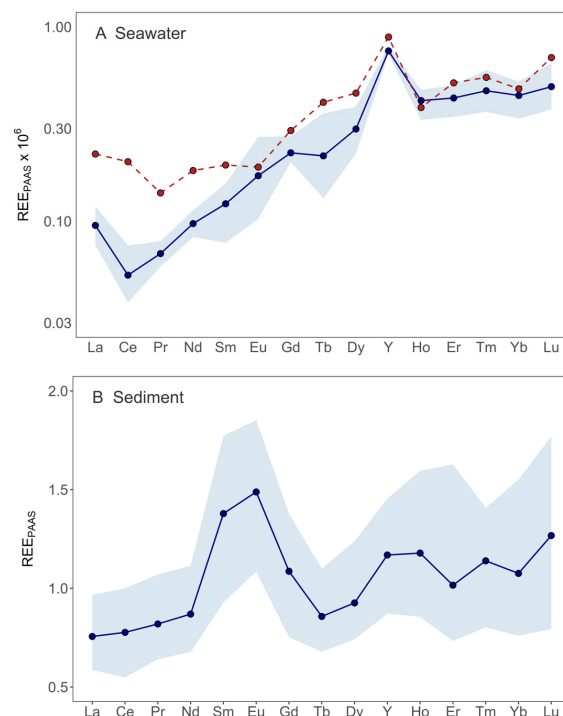 A Seawater
1.00
0.30
0.10
0.03
REE_PAAS x 10^6
La Ce Pr Nd Sm Eu Gd Tb Dy Y Ho Er Tm Yb Lu
B Sediment
2.0
1.5
1.0
0.5
REE_PAAS
La Ce Pr Nd Sm Eu Gd Tb Dy Y Ho Er Tm Yb Lu